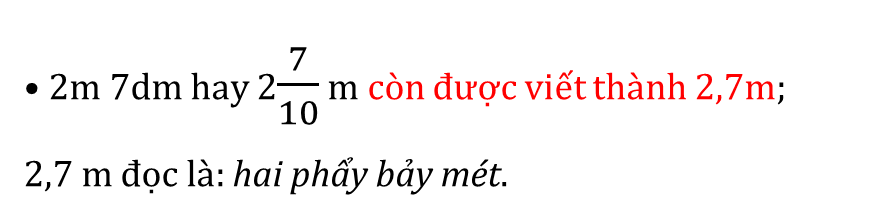 • 2m 7dm hay 2 7/10 m còn được viết thành 2,7m;
2,7 m đọc là: hai phẩy bảy mét.